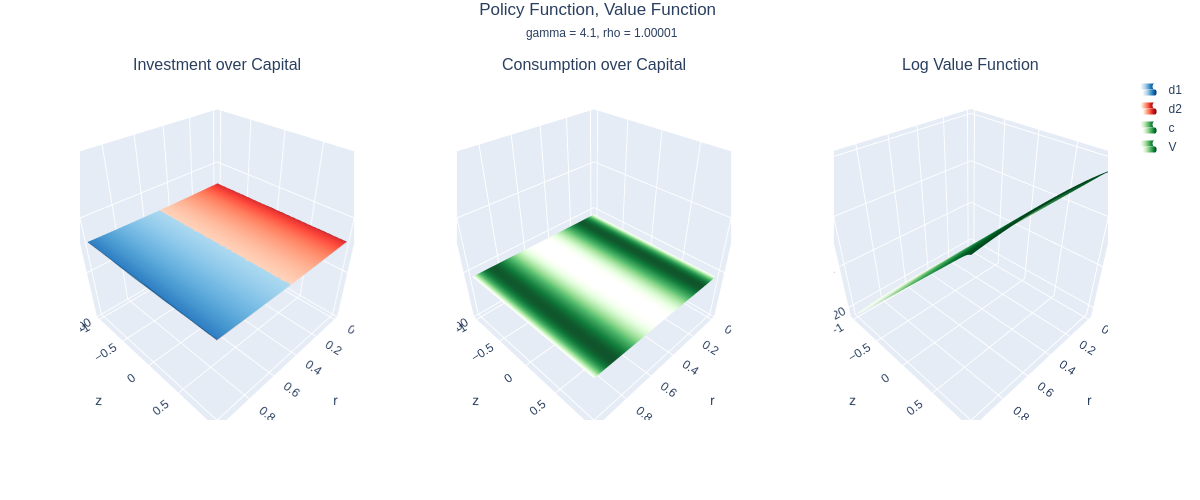 Policy Function, Value Function
gamma = 4.1, rho = 1.00001
Investment over Capital
Consumption over Capital
Log Value Function
d1
d2
c
V
−0.5
0
0.5
z
0
0.2
0.4
0.6
0.8
r
−0.5
0
0.5
z
0
0.2
0.4
0.6
0.8
r
20
−1
−0.5
0
0.5
z
0
0.2
0.4
0.6
0.8
r